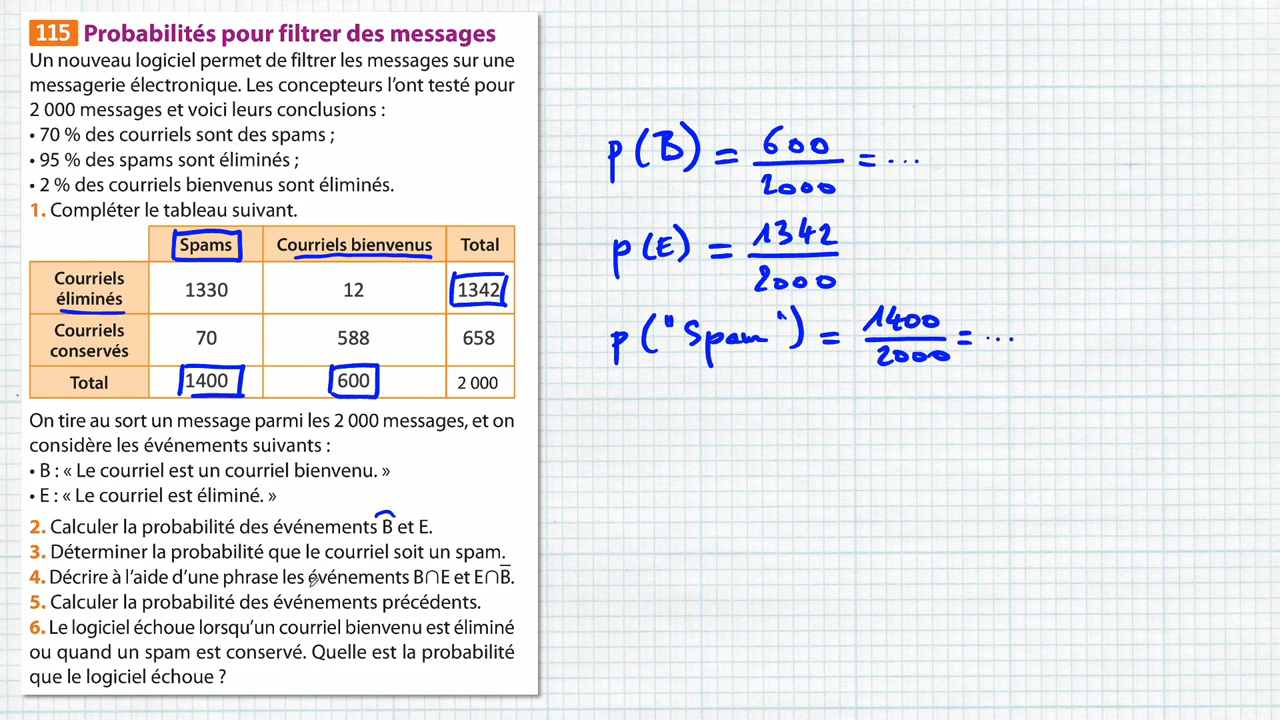 115 Probabilités pour filtrer des messages
Un nouveau logiciel permet de filtrer les messages sur une
messagerie électronique. Les concepteurs l'ont testé pour
2 000 messages et voici leurs conclusions :
• 70 % des courriels sont des spams ;
• 95 % des spams sont éliminés ;
• 2 % des courriels bienvenus sont éliminés.
1. Compléter le tableau suivant.
Spams Courriels bienvenus Total
Courriels
éliminés 1330 12 1342
Courriels
conservés 70 588 658
Total 1400 600 2 000
On tire au sort un message parmi les 2 000 messages, et on
considère les événements suivants :
• B : « Le courriel est un courriel bienvenu. »
• E : « Le courriel est éliminé. »
2. Calculer la probabilité des événements B et E.
3. Déterminer la probabilité que le courriel soit un spam.
4. Décrire à l'aide d'une phrase les événements B∩E et E∩B̅.
5. Calculer la probabilité des événements précédents.
6. Le logiciel échoue lorsqu'un courriel bienvenu est éliminé
ou quand un spam est conservé. Quelle est la probabilité
que le logiciel échoue ?
p(B) = 600/2000 = ...
p(E) = 1342/2000
p("Spam") = 1400/2000 = ...